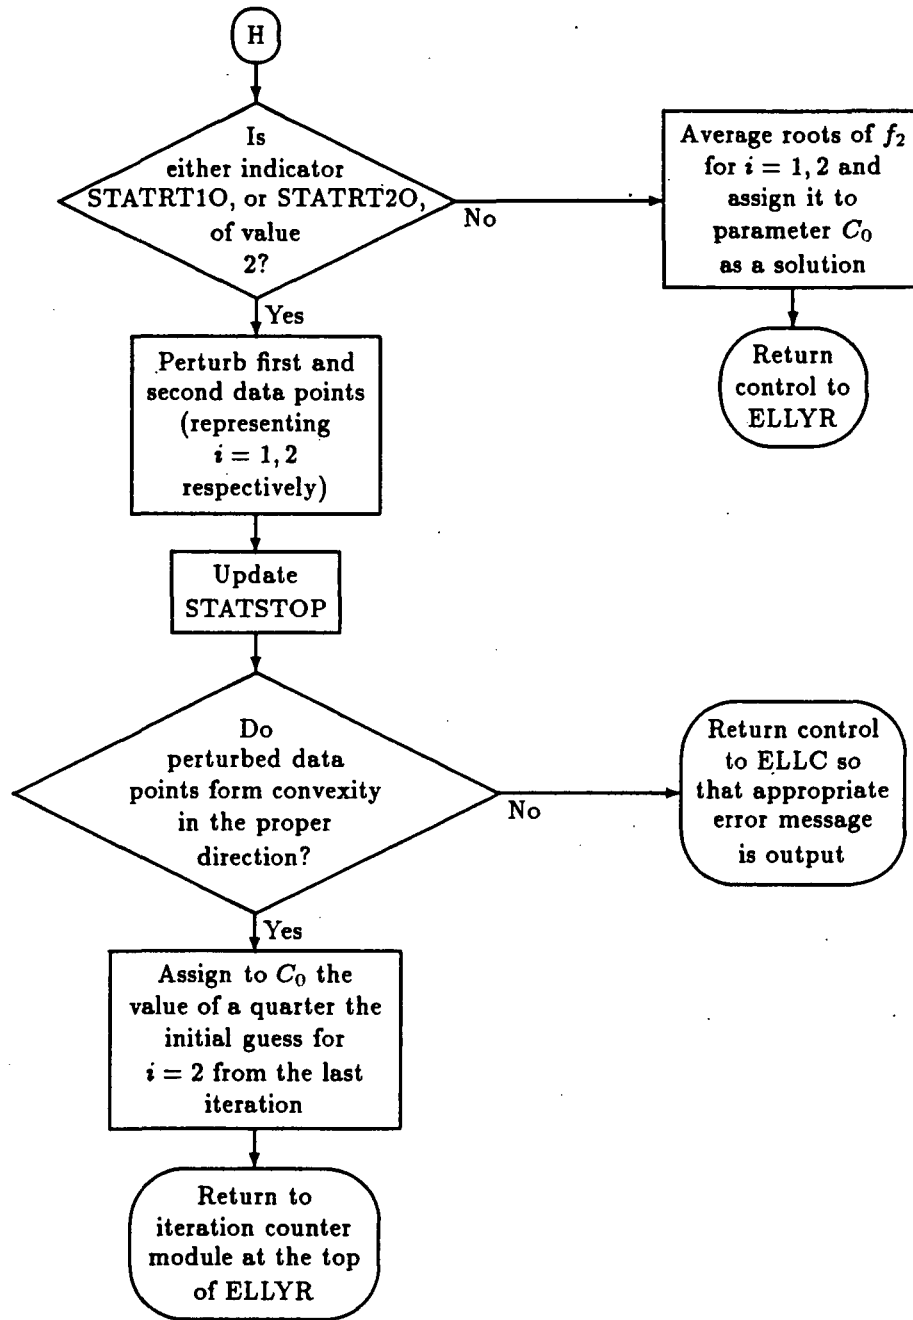 H
Is
either indicator
STATRT1O, or STATRT2O,
of value
2?
No
Average roots of f₂
for i = 1, 2 and
assign it to
parameter C₀
as a solution
Return
control to
ELLYR
Yes
Perturb first and
second data points
(representing
i = 1, 2
respectively)
Update
STATSTOP
Do
perturbed data
points form convexity
in the proper
direction?
No
Return control
to ELLC so
that appropriate
error message
is output
Yes
Assign to C₀ the
value of a quarter the
initial guess for
i = 2 from the last
iteration
Return to
iteration counter
module at the top
of ELLYR